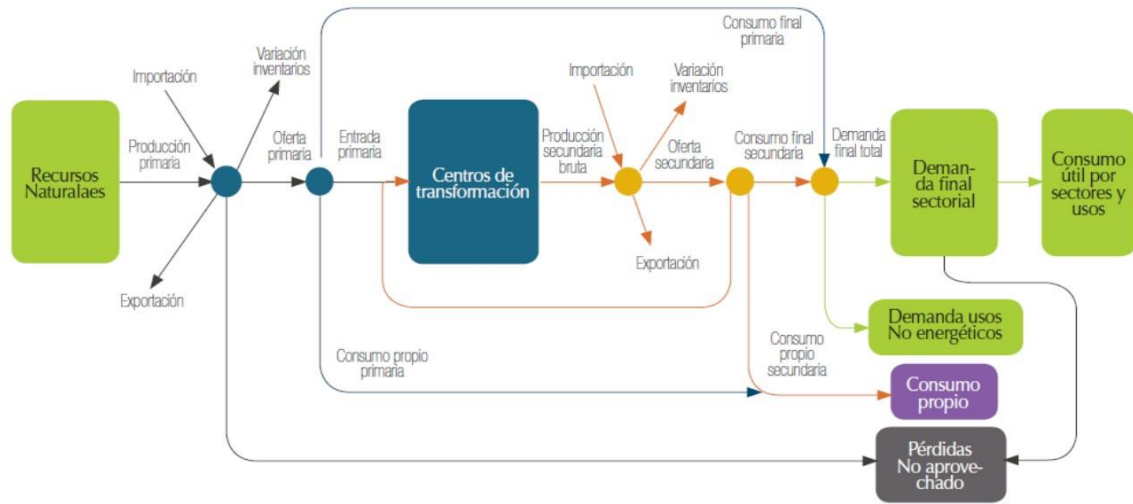 Consumo final
primaria
Variación
inventarios
Importación
Importación
Variación
inventarios
Recursos
Naturalaes
Producción
primaria
Oferta
primaria
Entrada
primaria
Centros de
transformación
Producción
secundaria
bruta
Oferta
secundaria
Consumo final
secundaria
Demanda
final total
Deman-
da final
sectorial
Consumo
útil por
sectores y
usos
Exportación
Exportación
Demanda usos
No energéticos
Consumo propio
primaria
Consumo
propio
secundaria
Consumo
propio
Pérdidas
No aprove-
chado